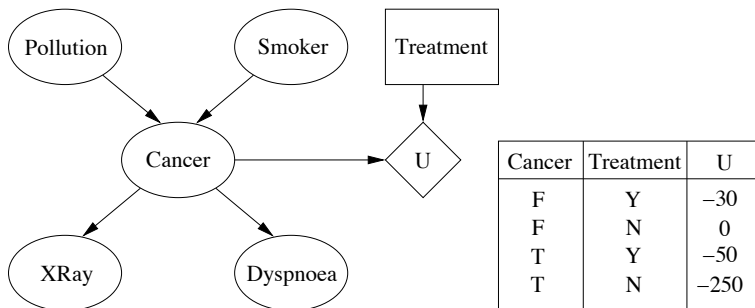 Pollution
Smoker
Treatment
Cancer
U
XRay
Dyspnoea
Cancer Treatment U
F Y −30
F N 0
T Y −50
T N −250